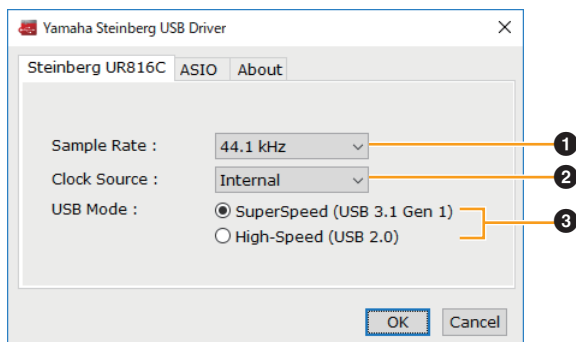 Yamaha Steinberg USB Driver
Steinberg UR816C ASIO About
Sample Rate : 44.1 kHz 1
Clock Source : Internal 2
USB Mode : SuperSpeed (USB 3.1 Gen 1)
3
High-Speed (USB 2.0)
OK Cancel